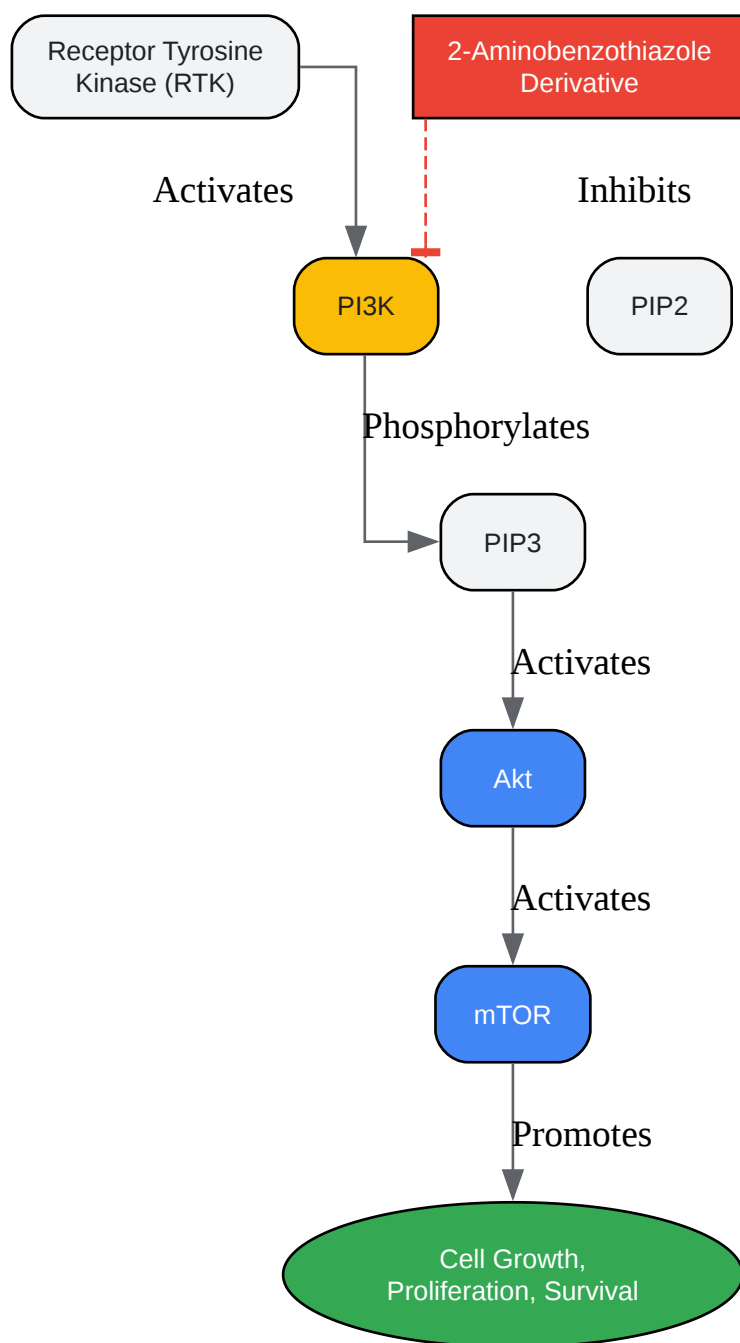 Receptor Tyrosine
Kinase (RTK)
2-Aminobenzothiazole
Derivative
Activates
Inhibits
PI3K
PIP2
Phosphorylates
PIP3
Activates
Akt
Activates
mTOR
Promotes
Cell Growth,
Proliferation, Survival